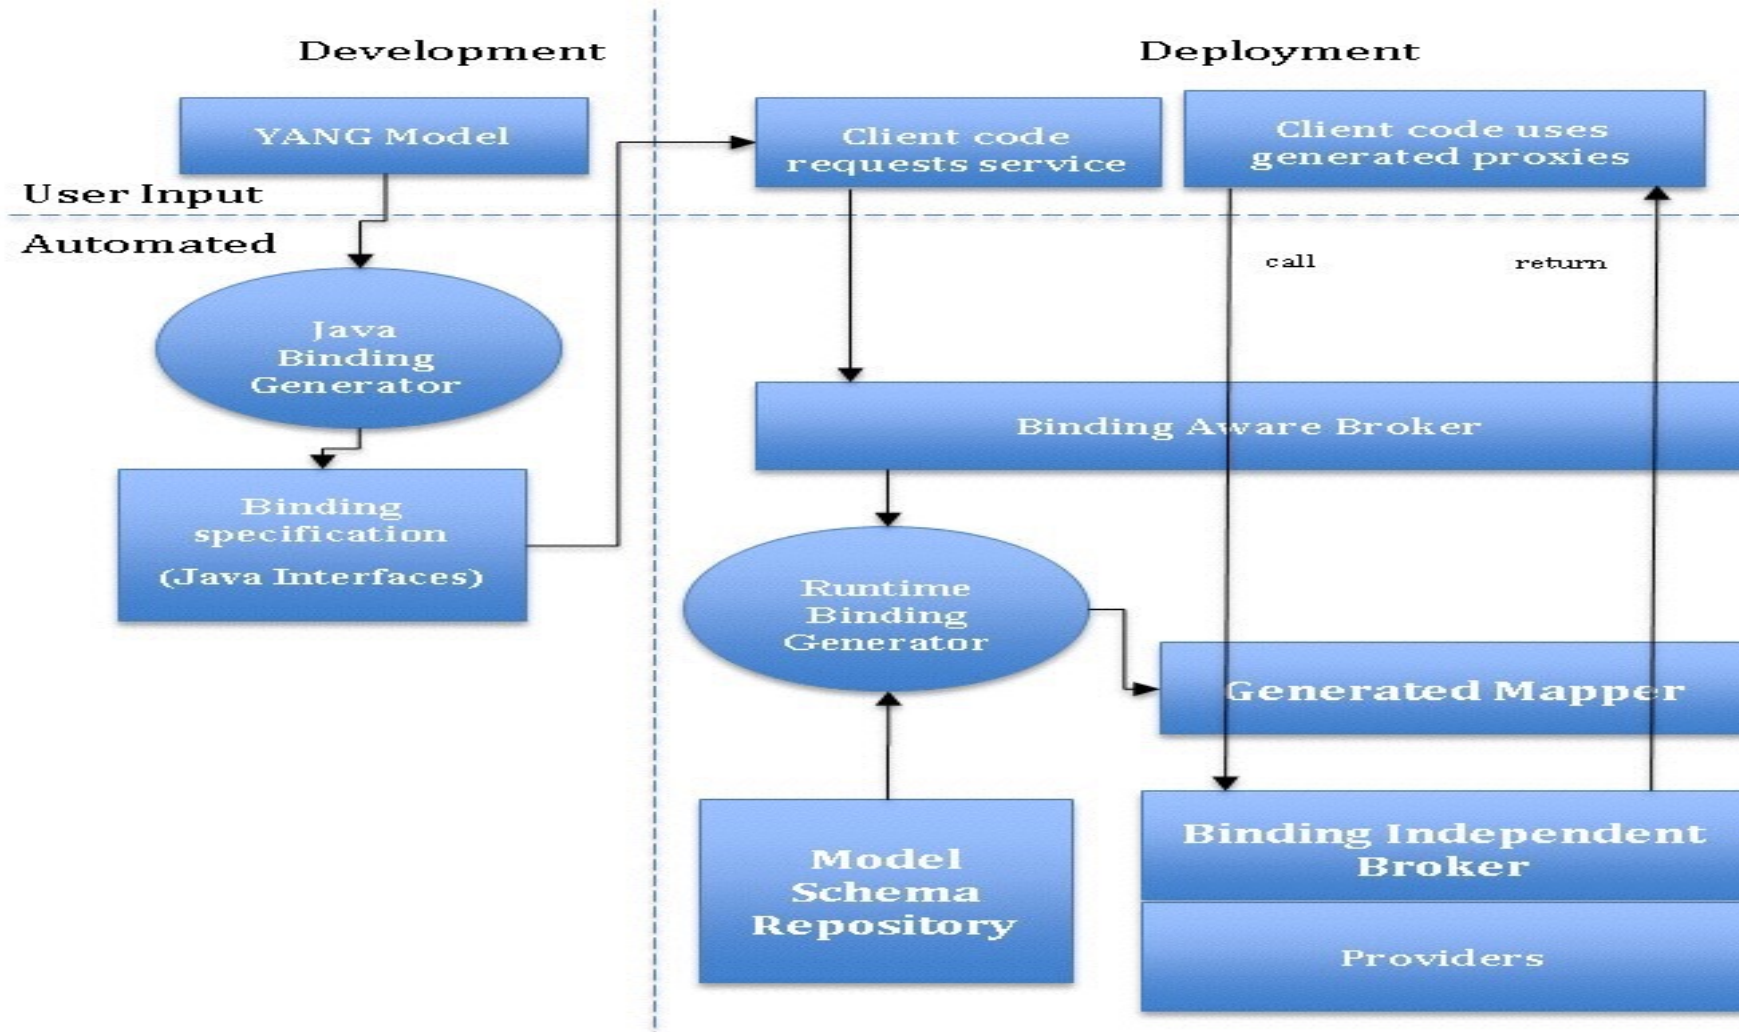 Development
Deployment
YANG Model
Client code
requests service
Client code uses
generated proxies
User Input
Automated
call
return
Java
Binding
Generator
Binding Aware Broker
Binding
specification
(Java Interfaces)
Runtime
Binding
Generator
Generated Mapper
Model
Schema
Repository
Binding Independent
Broker
Providers